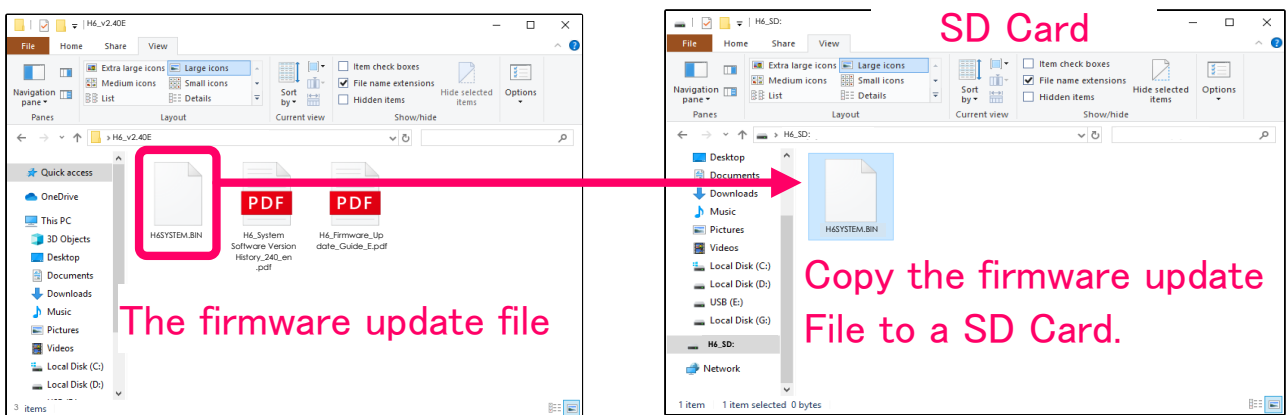 H6_v2.40E
File Home Share View
Navigation pane
Extra large icons Large icons
Medium icons Small icons
List Details
Sort by
Item check boxes
File name extensions
Hidden items
Hide selected items
Options
Panes Layout Current view Show/hide
> H6_v2.40E
Quick access
OneDrive
This PC
3D Objects
Desktop
Documents
Downloads
Music
Pictures
Videos
Local Disk (C:)
Local Disk (D:)
H6SYSTEM.BIN
PDF
H6_System
Software Version
History_240_en
.pdf
PDF
H6_Firmware_Up
date_Guide_E.pdf
The firmware update file
3 items
SD Card
H6_SD:
File Home Share View
Navigation pane
Extra large icons Large icons
Medium icons Small icons
List Details
Sort by
Item check boxes
File name extensions
Hidden items
Hide selected items
Options
Panes Layout Current view Show/hide
> H6_SD:
Desktop
Documents
Downloads
Music
Pictures
Videos
Local Disk (C:)
Local Disk (D:)
USB (E:)
Local Disk (G:)
H6_SD:
Network
H6SYSTEM.BIN
Copy the firmware update
File to a SD Card.
1 item 1 item selected 0 bytes